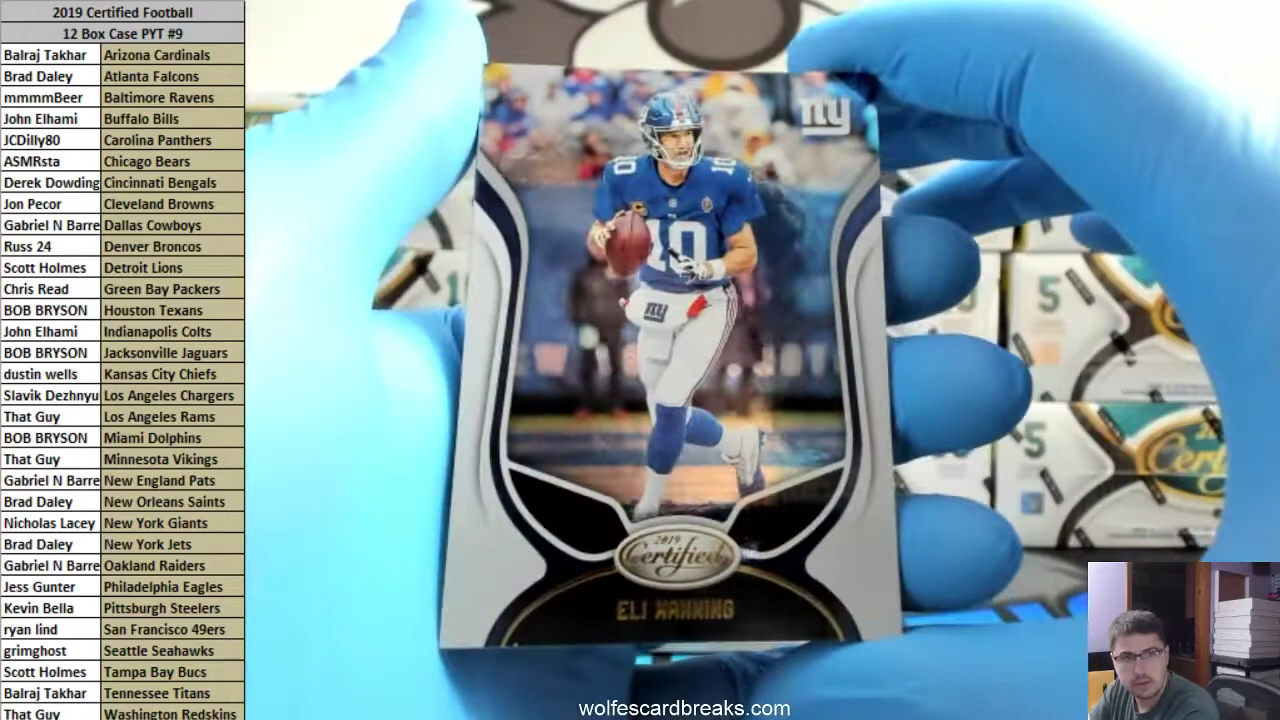 2019 Certified Football
12 Box Case PYT #9
Balraj Takhar Arizona Cardinals
Brad Daley Atlanta Falcons
mmmmBeer Baltimore Ravens
John Elhami Buffalo Bills
JCDilly80 Carolina Panthers
ASMRsta Chicago Bears
Derek Dowding Cincinnati Bengals
Jon Pecor Cleveland Browns
Gabriel N Barre Dallas Cowboys
Russ 24 Denver Broncos
Scott Holmes Detroit Lions
Chris Read Green Bay Packers
BOB BRYSON Houston Texans
John Elhami Indianapolis Colts
BOB BRYSON Jacksonville Jaguars
dustin wells Kansas City Chiefs
Slavik Dezhnyu Los Angeles Chargers
That Guy Los Angeles Rams
BOB BRYSON Miami Dolphins
That Guy Minnesota Vikings
Gabriel N Barre New England Pats
Brad Daley New Orleans Saints
Nicholas Lacey New York Giants
Brad Daley New York Jets
Gabriel N Barre Oakland Raiders
Jess Gunter Philadelphia Eagles
Kevin Bella Pittsburgh Steelers
ryan lind San Francisco 49ers
grimghost Seattle Seahawks
Scott Holmes Tampa Bay Bucs
Balraj Takhar Tennessee Titans
That Guy Washington Redskins
ny
10 10
10
ny
2019
Certified
ELI MANNING
5
5
Cert
wolfescardbreaks.com